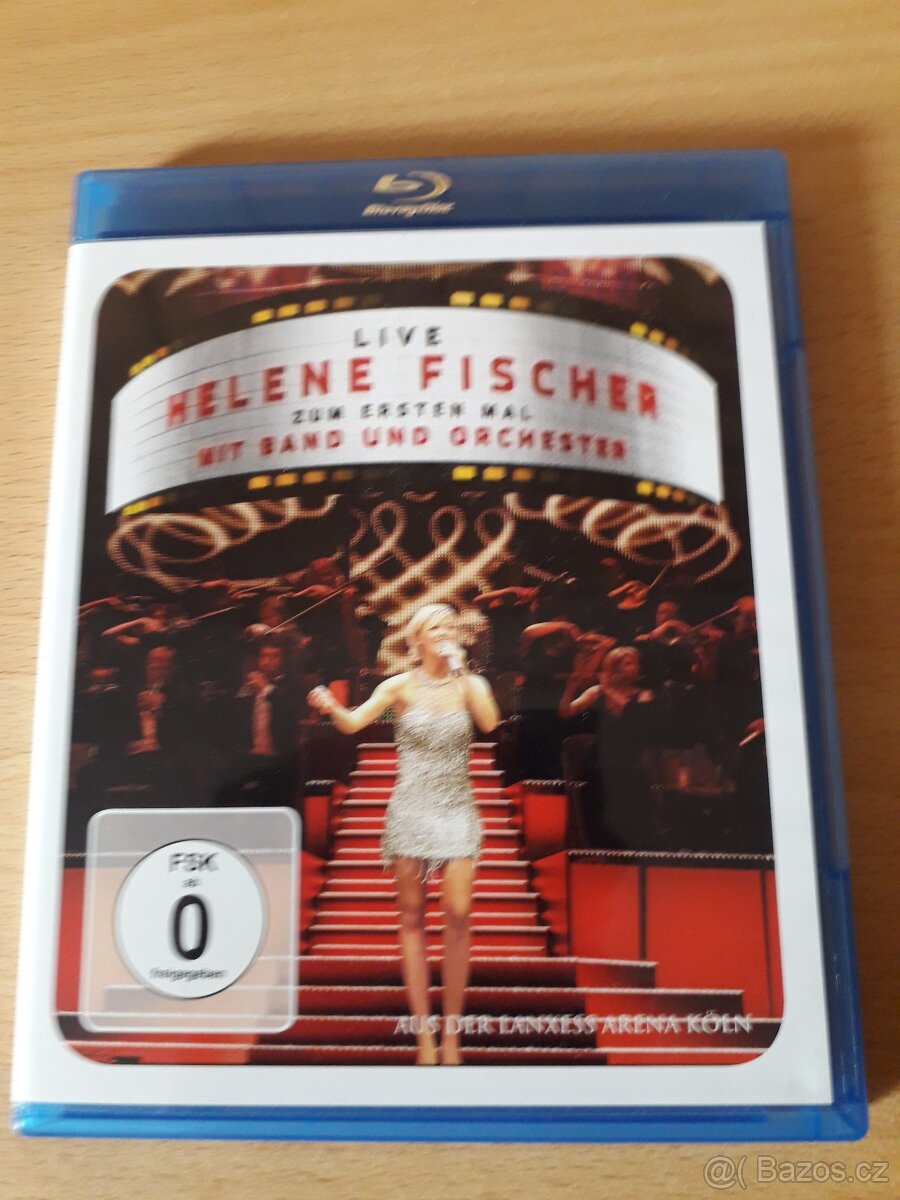 Blu-ray Disc
LIVE
HELENE FISCHER
ZUM ERSTEN MAL
MIT BAND UND ORCHESTER
FSK
ab
0
freigegeben
AUS DER LANXESS ARENA KÖLN
@( Bazos.cz